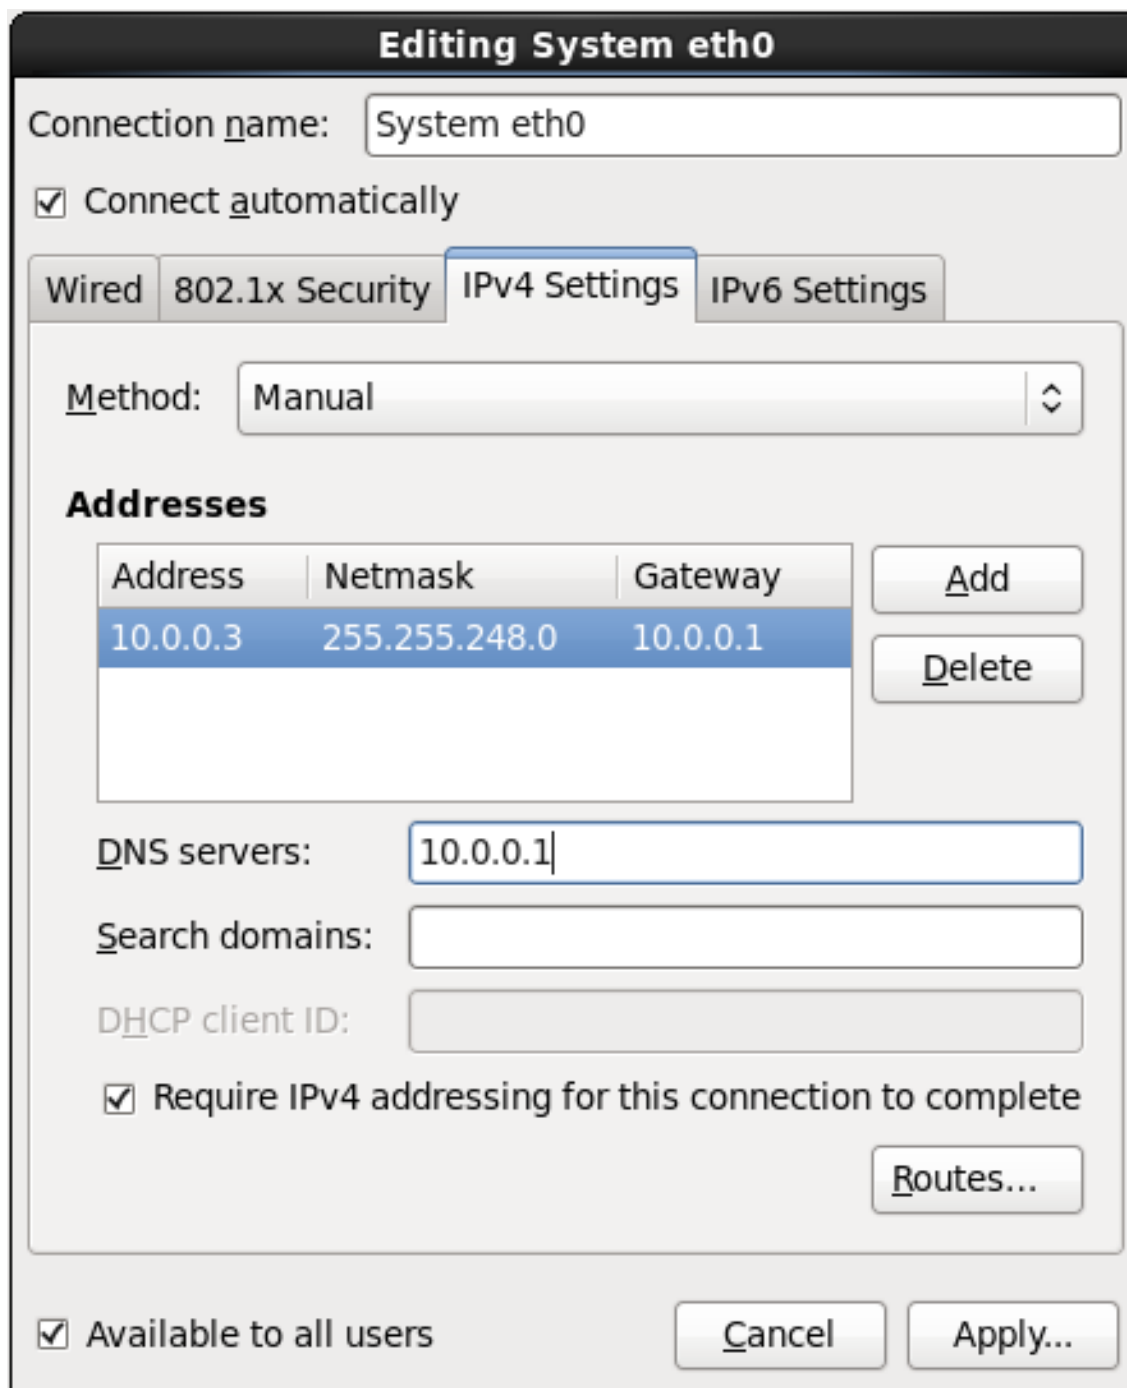 Editing System eth0
Connection name: System eth0
Connect automatically
Wired 802.1x Security IPv4 Settings IPv6 Settings
Method: Manual
Addresses
Address Netmask Gateway Add
10.0.0.3 255.255.248.0 10.0.0.1
Delete
DNS servers: 10.0.0.1
Search domains:
DHCP client ID:
Require IPv4 addressing for this connection to complete
Routes...
Available to all users Cancel Apply...